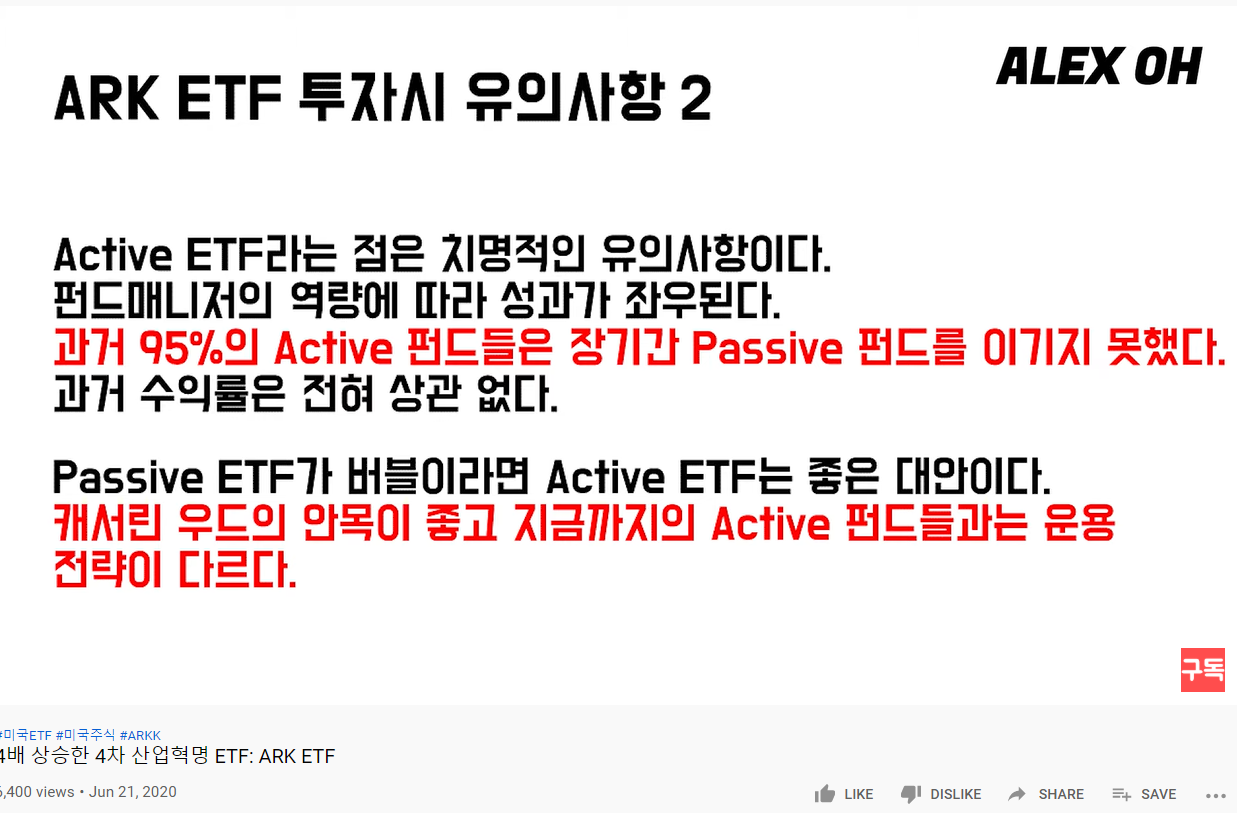 ALEX OH
ARK ETF 투자시 유의사항 2
Active ETF라는 점은 치명적인 유의사항이다.
펀드매니저의 역량에 따라 성과가 좌우된다.
과거 95%의 Active 펀드들은 장기간 Passive 펀드를 이기지 못했다.
과거 수익률은 전혀 상관 없다.
Passive ETF가 버블이라면 Active ETF는 좋은 대안이다.
캐서린 우드의 안목이 좋고 지금까지의 Active 펀드들과는 운용
전략이 다르다.
구독
#미국ETF #미국주식 #ARKK
4배 상승한 4차 산업혁명 ETF: ARK ETF
6,400 views • Jun 21, 2020
LIKE DISLIKE SHARE SAVE